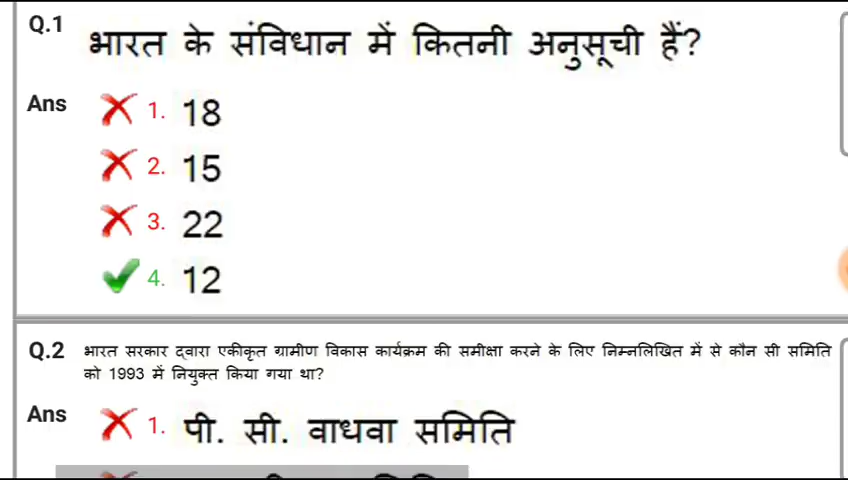 Q.1 भारत के संविधान में कितनी अनुसूची हैं?
Ans 1. 18
2. 15
3. 22
4. 12
Q.2 भारत सरकार द्वारा एकीकृत ग्रामीण विकास कार्यक्रम की समीक्षा करने के लिए निम्नलिखित में से कौन सी समिति
को 1993 में नियुक्त किया गया था?
Ans 1. पी. सी. वाधवा समिति